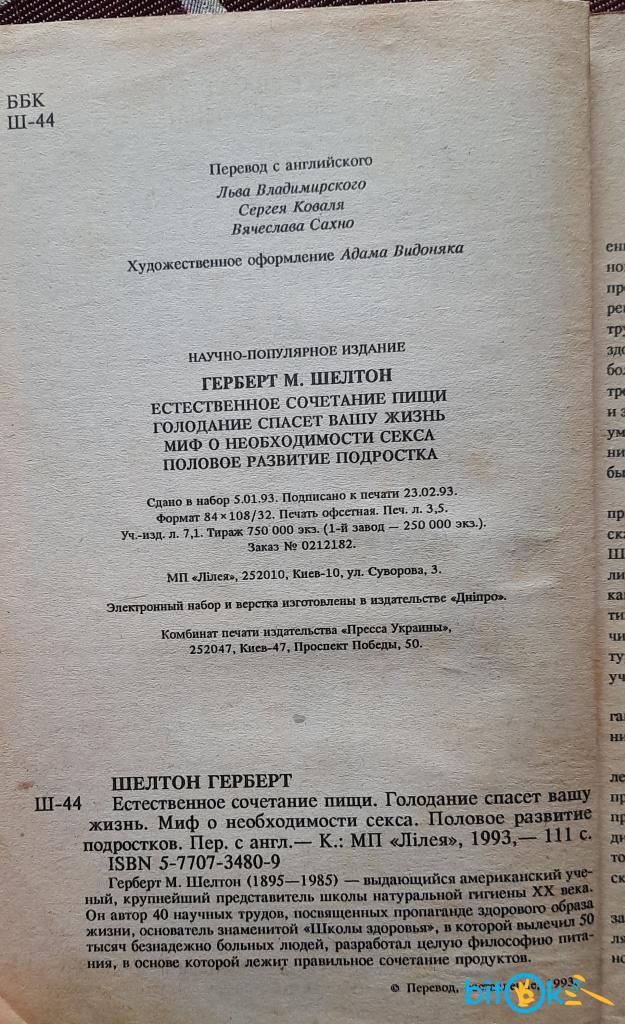 ББК
Ш-44
Перевод с английского
Льва Владимирского
Сергея Коваля
Вячеслава Сахно
Художественное оформление Адама Видоняка
НАУЧНО-ПОПУЛЯРНОЕ ИЗДАНИЕ
ГЕРБЕРТ М. ШЕЛТОН
ЕСТЕСТВЕННОЕ СОЧЕТАНИЕ ПИЩИ
ГОЛОДАНИЕ СПАСЕТ ВАШУ ЖИЗНЬ
МИФ О НЕОБХОДИМОСТИ СЕКСА
ПОЛОВОЕ РАЗВИТИЕ ПОДРОСТКА
Сдано в набор 5.01.93. Подписано к печати 23.02.93.
Формат 84×108/32. Печать офсетная. Печ. л. 3,5.
Уч.-изд. л. 7,1. Тираж 750 000 экз. (1-й завод — 250 000 экз.).
Заказ № 0212182.
МП «Лілея», 252010, Киев-10, ул. Суворова, 3.
Электронный набор и верстка изготовлены в издательстве «Дніпро».
Комбинат печати издательства «Пресса Украины»,
252047, Киев-47, Проспект Победы, 50.
ШЕЛТОН ГЕРБЕРТ
Ш-44 Естественное сочетание пищи. Голодание спасет вашу
жизнь. Миф о необходимости секса. Половое развитие
подростков. Пер. с англ.— К.: МП «Лілея», 1993,— 111 с.
ISBN 5-7707-3480-9
Герберт М. Шелтон (1895—1985) — выдающийся американский уче-
ный, крупнейший представитель школы натуральной гигиены XX века.
Он автор 40 научных трудов, посвященных пропаганде здорового образа
жизни, основатель знаменитой «Школы здоровья», в которой вылечил 50
тысяч безнадежно больных людей, разработал целую философию пита-
ния, в основе которой лежит правильное сочетание продуктов.
© Перевод, 1993.